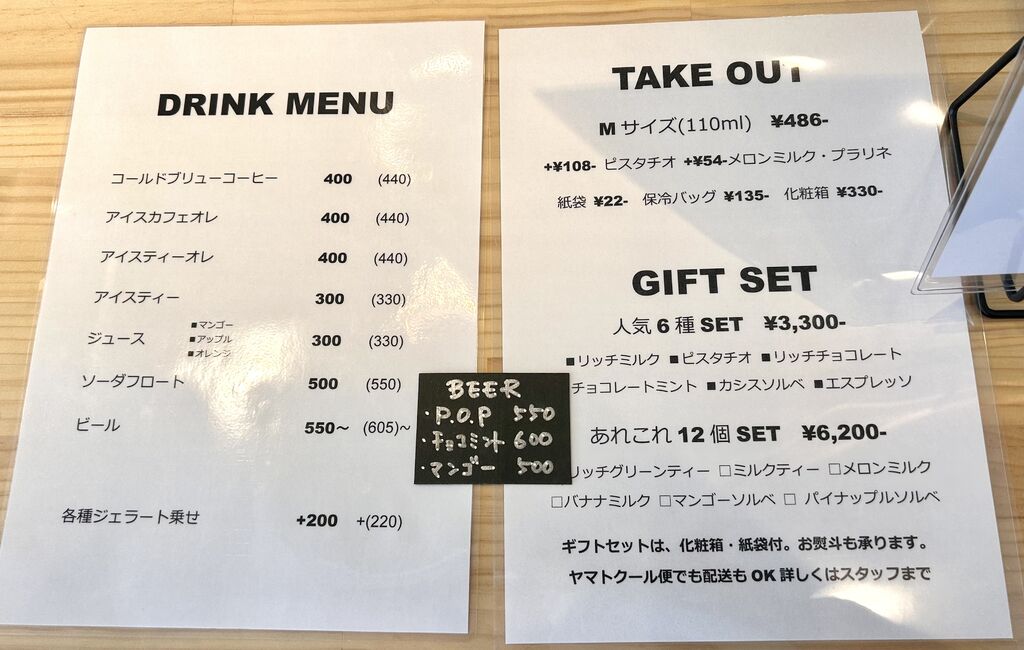 DRINK MENU
コールドブリューコーヒー 400 (440)
アイスカフェオレ 400 (440)
アイスティーオレ 400 (440)
アイスティー 300 (330)
ジュース ■マンゴー ■アップル ■オレンジ 300 (330)
ソーダフロート 500 (550)
ビール 550～ (605)~
各種ジェラート乗せ +200 +(220)
BEER
・P.O.P 550
・チョコミント 600
・マンゴー 500
TAKE OUT
M サイズ(110ml) ¥486-
+¥108- ピスタチオ +¥54-メロンミルク・プラリネ
紙袋 ¥22- 保冷バッグ ¥135- 化粧箱 ¥330-
GIFT SET
人気 6 種 SET ¥3,300-
■リッチミルク ■ピスタチオ ■リッチチョコレート
チョコレートミント ■カシスソルベ ■エスプレッソ
あれこれ 12 個 SET ¥6,200-
リッチグリーンティー □ミルクティー □メロンミルク
□バナナミルク □マンゴーソルベ □ パイナップルソルベ
ギフトセットは、化粧箱・紙袋付。お熨斗も承ります。
ヤマトクール便でも配送も OK 詳しくはスタッフまで